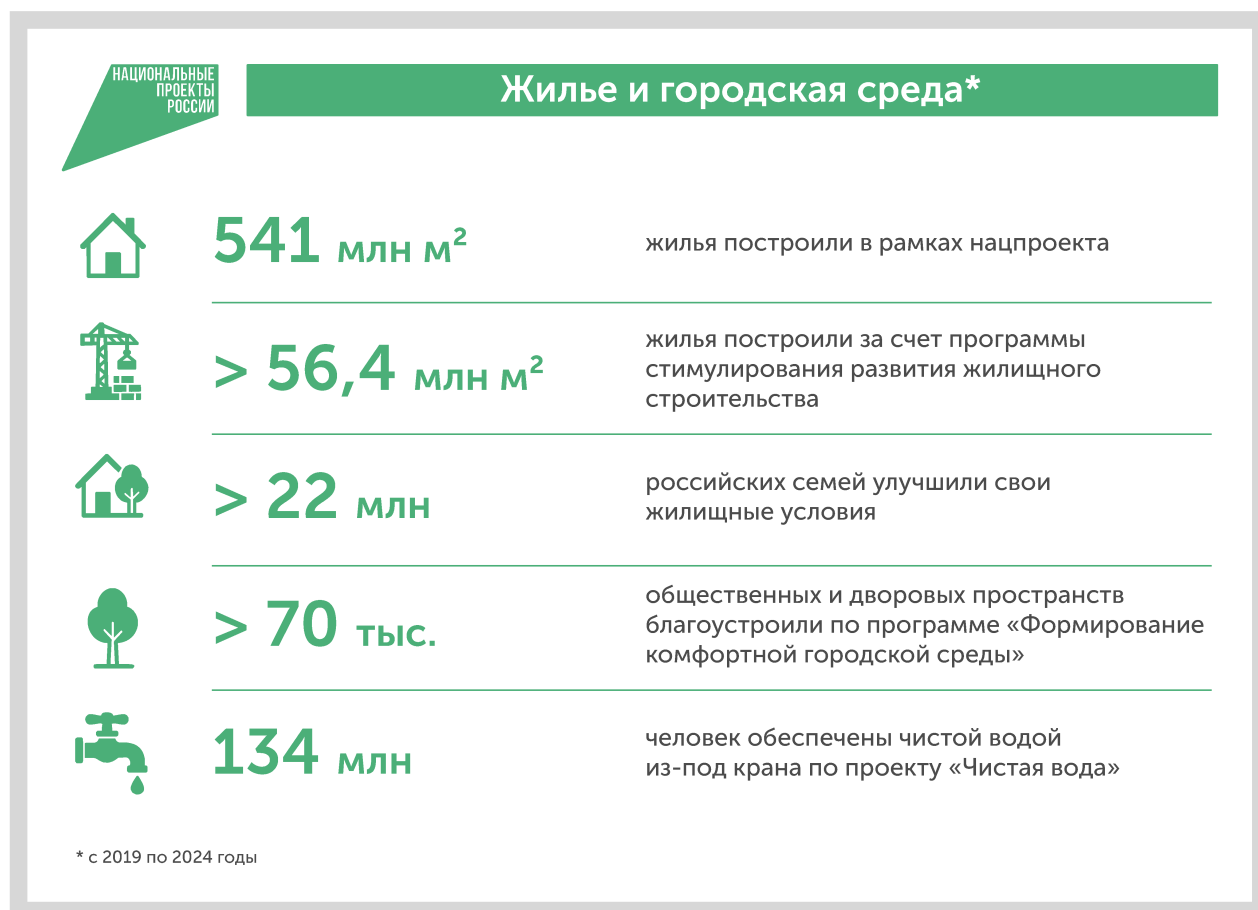 НАЦИОНАЛЬНЫЕ
ПРОЕКТЫ
РОССИИ
Жилье и городская среда*
541 млн м²
жилья построили в рамках нацпроекта
> 56,4 млн м²
жилья построили за счет программы
стимулирования развития жилищного
строительства
> 22 млн
российских семей улучшили свои
жилищные условия
> 70 тыс.
общественных и дворовых пространств
благоустроили по программе «Формирование
комфортной городской среды»
134 млн
человек обеспечены чистой водой
из-под крана по проекту «Чистая вода»
* с 2019 по 2024 годы